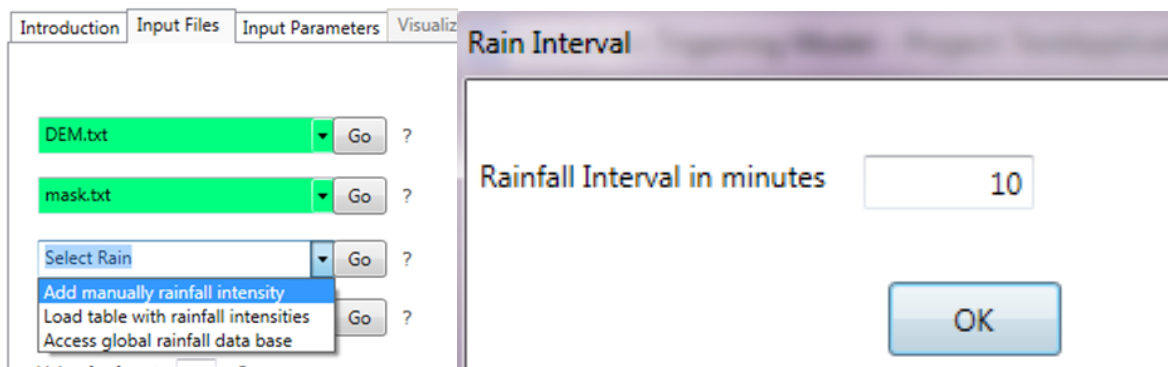 Introduction Input Files Input Parameters Visualiz
DEM.txt Go ?
mask.txt Go ?
Select Rain Go ?
Add manually rainfall intensity
Load table with rainfall intensities Go ?
Access global rainfall data base
Rain Interval
Rainfall Interval in minutes 10
OK